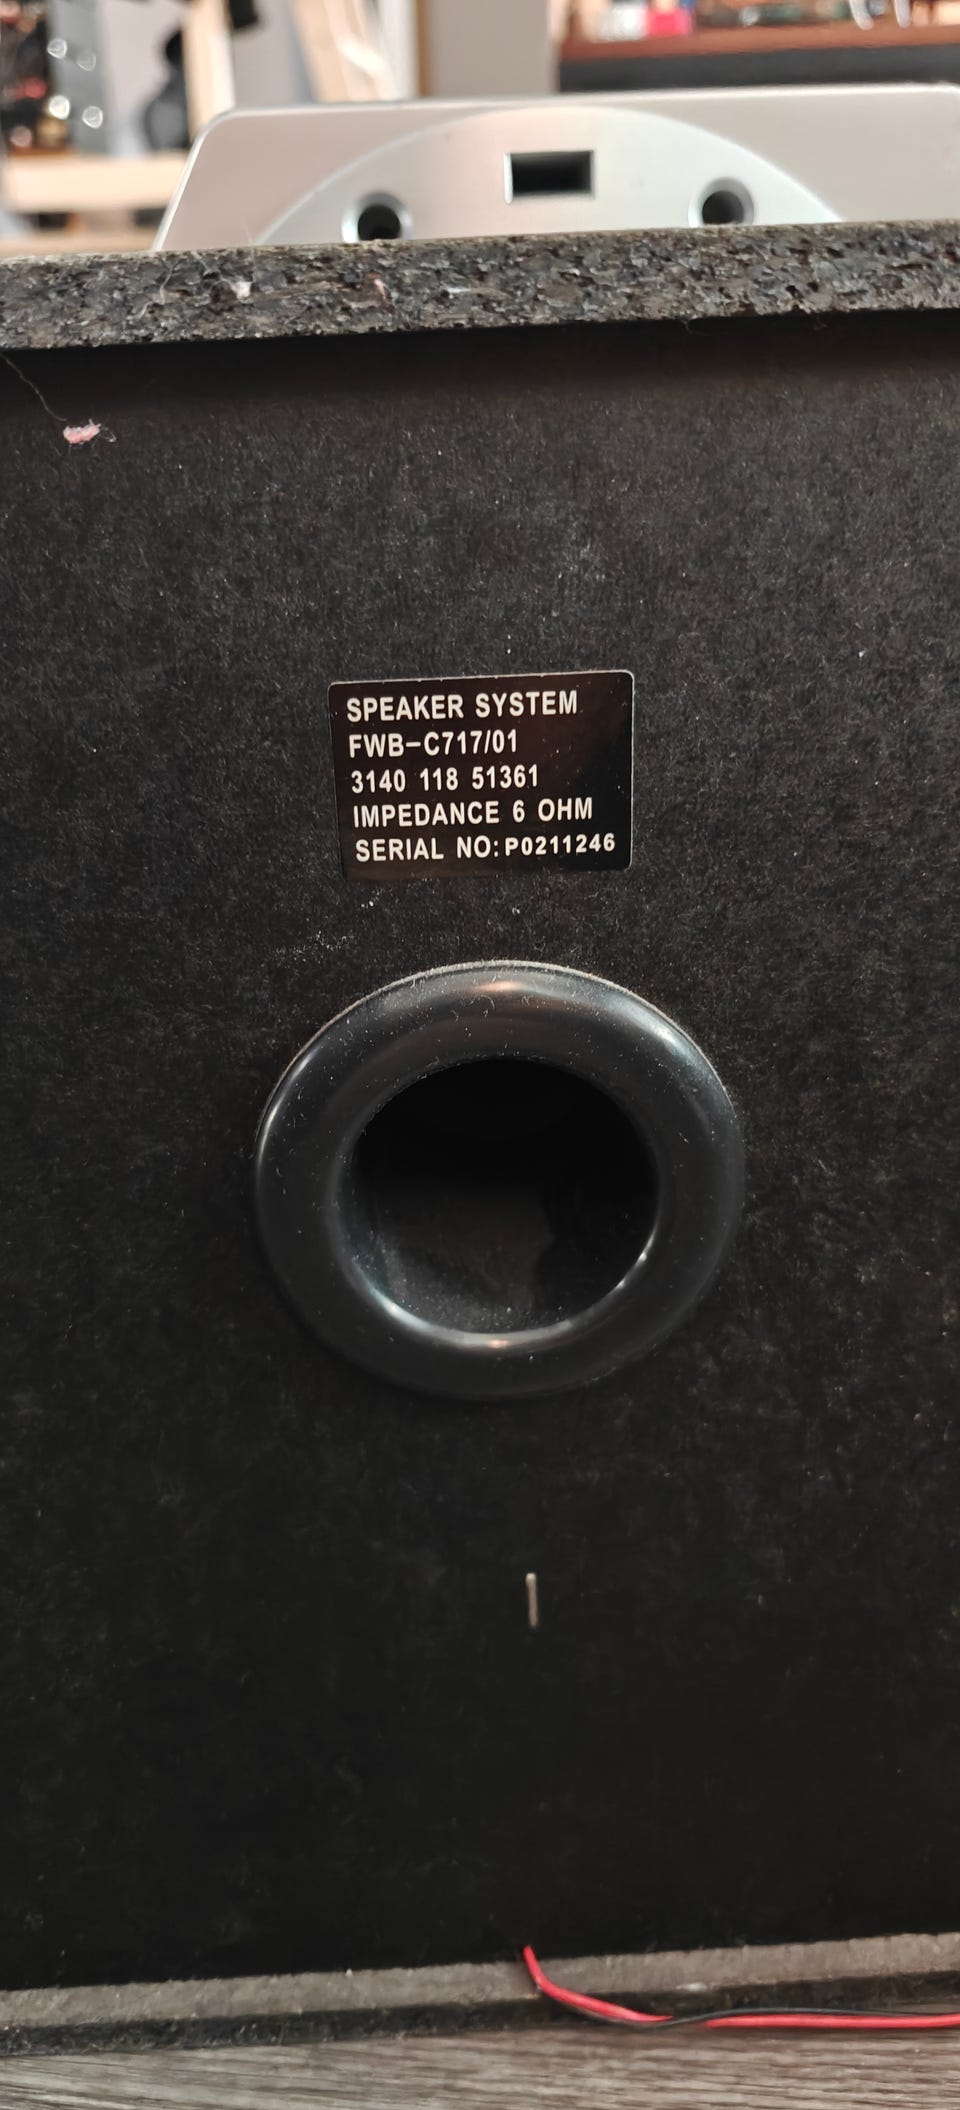 SPEAKER SYSTEM
FWB-C717/01
3140 118 51361
IMPEDANCE 6 OHM
SERIAL NO: P0211246